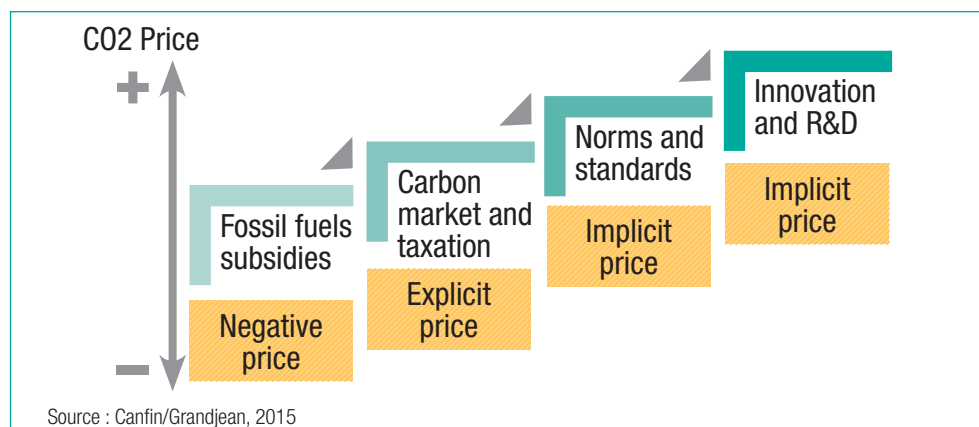 CO2 Price
+
Fossil fuels
subsidies
Negative
price
Carbon
market and
taxation
Explicit
price
Norms and
standards
Implicit
price
Innovation
and R&D
Implicit
price
–
Source : Canfin/Grandjean, 2015